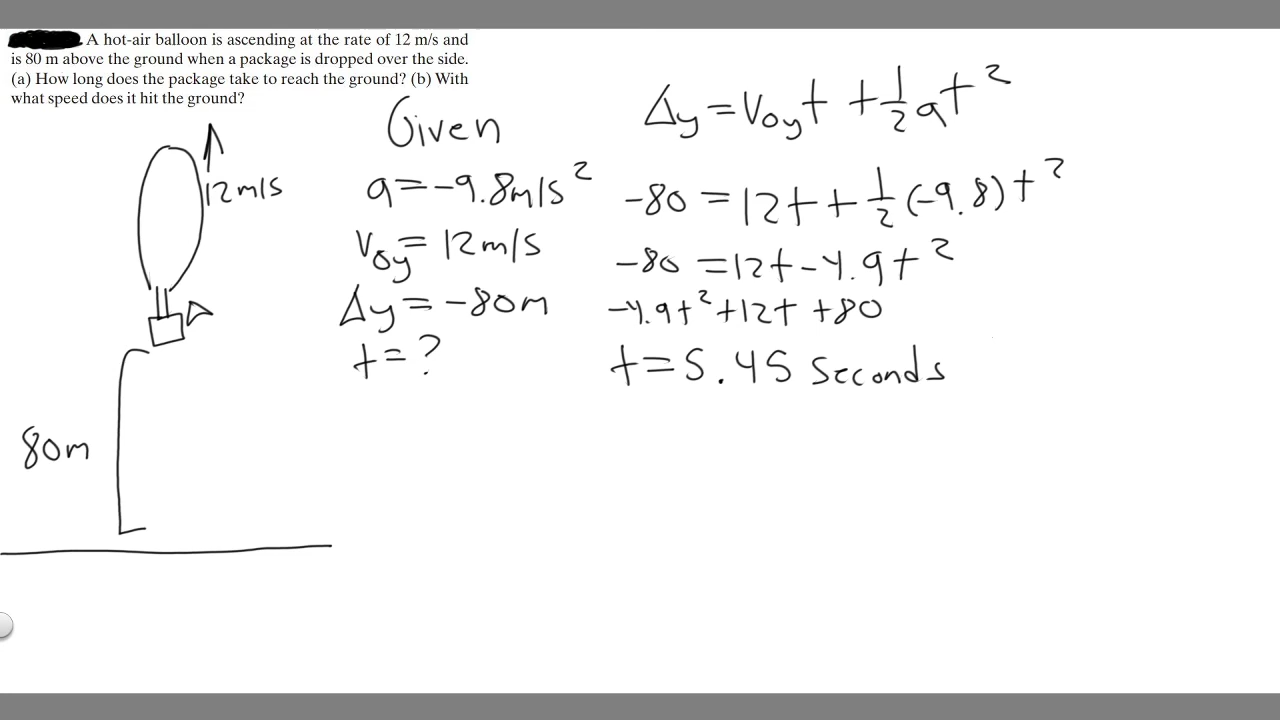 A hot-air balloon is ascending at the rate of 12 m/s and
is 80 m above the ground when a package is dropped over the side.
(a) How long does the package take to reach the ground? (b) With
what speed does it hit the ground?
12m/s
80m
Given
a=-9.8m/s²
V₀y=12m/s
Δy=-80m
t=?
Δy=V₀yt+½at²
-80=12t+½(-9.8)t²
-80=12t-4.9t²
-4.9t²+12t+80
t=5.45 seconds